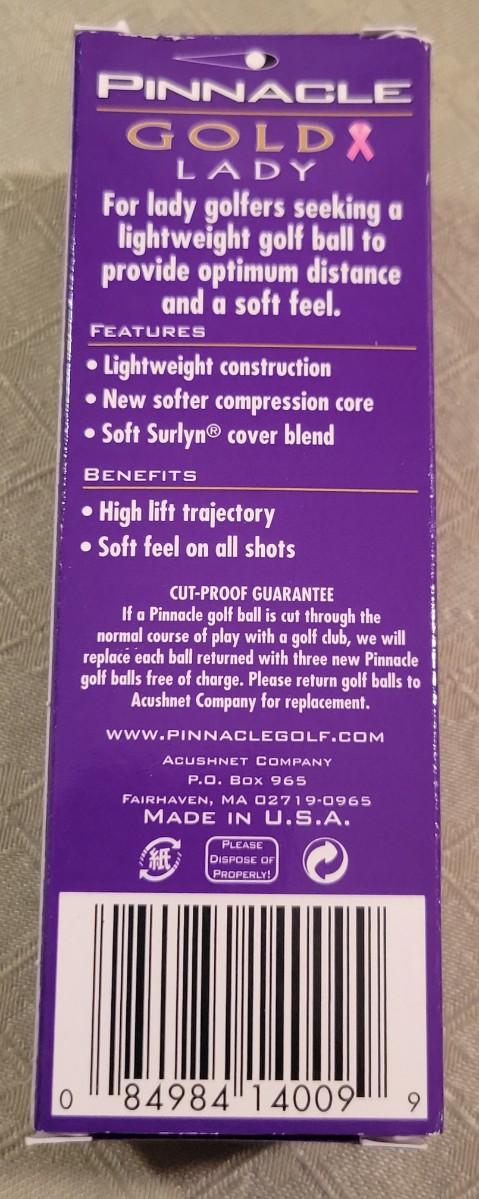 PINNACLE
GOLD
LADY
For lady golfers seeking a
lightweight golf ball to
provide optimum distance
and a soft feel.
FEATURES
• Lightweight construction
• New softer compression core
• Soft Surlyn® cover blend
BENEFITS
• High lift trajectory
• Soft feel on all shots
CUT-PROOF GUARANTEE
If a Pinnacle golf ball is cut through the
normal course of play with a golf club, we will
replace each ball returned with three new Pinnacle
golf balls free of charge. Please return golf balls to
Acushnet Company for replacement.
WWW.PINNACLEGOLF.COM
ACUSHNET COMPANY
P.O. BOX 965
FAIRHAVEN, MA 02719-0965
MADE IN U.S.A.
紙
PLEASE
DISPOSE OF
PROPERLY!
0 84984 14009 9